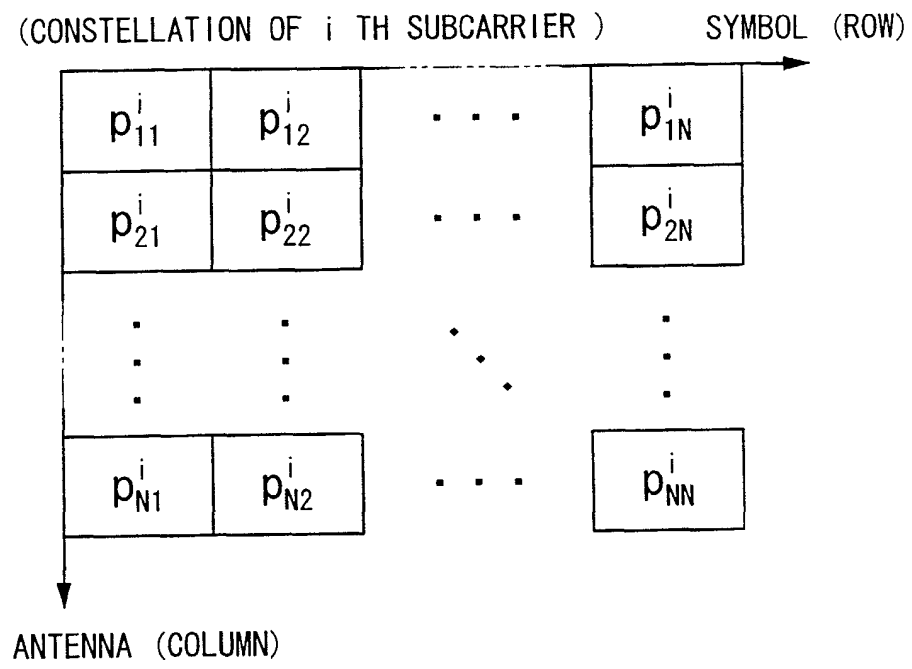 (CONSTELLATION OF i TH SUBCARRIER ) SYMBOL (ROW)
p^i_11 p^i_12 . . . p^i_1N
p^i_21 p^i_22 . . . p^i_2N
p^i_N1 p^i_N2 . . . p^i_NN
ANTENNA (COLUMN)